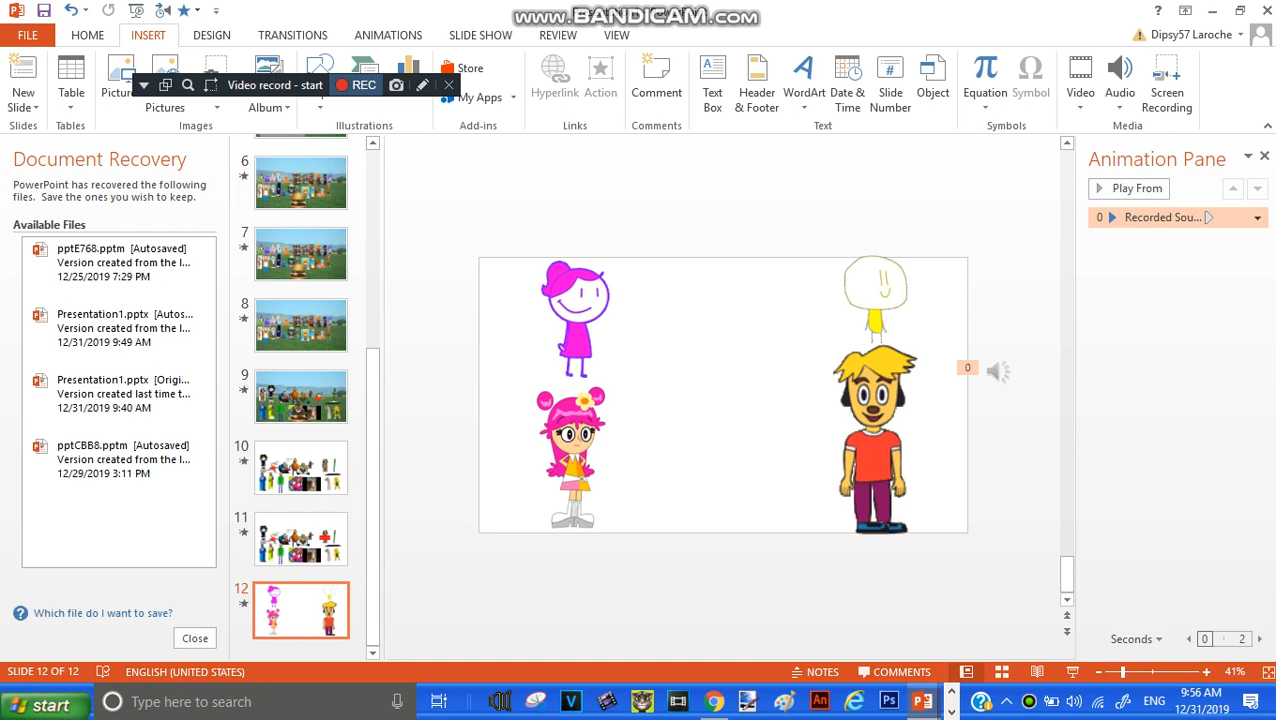 www.BANDICAM.com
FILE HOME INSERT DESIGN TRANSITIONS ANIMATIONS SLIDE SHOW REVIEW VIEW
Dipsy57 Laroche
Video record - start REC
New Slide
Table
Pictures
Album
Store
My Apps
Hyperlink
Action
Comment
Text Box
Header & Footer
WordArt
Date & Time
Slide Number
Object
Equation
Symbol
Video
Audio
Screen Recording
Slides Tables Images Illustrations Add-ins Links Comments Text Symbols Media
Document Recovery
PowerPoint has recovered the following
files. Save the ones you wish to keep.
Available Files
pptE768.pptm [Autosaved]
Version created from the l...
12/25/2019 7:29 PM
Presentation1.pptx [Autos...
Version created from the l...
12/31/2019 9:49 AM
Presentation1.pptx [Origi...
Version created last time t...
12/31/2019 9:40 AM
pptCBB8.pptm [Autosaved]
Version created from the l...
12/29/2019 3:11 PM
Which file do I want to save?
Close
6
7
8
9
10
11
12
0
Animation Pane
Play From
0 Recorded Sou...
Seconds 0 2
SLIDE 12 OF 12 ENGLISH (UNITED STATES) NOTES COMMENTS 41%
start Type here to search ENG 9:56 AM
12/31/2019